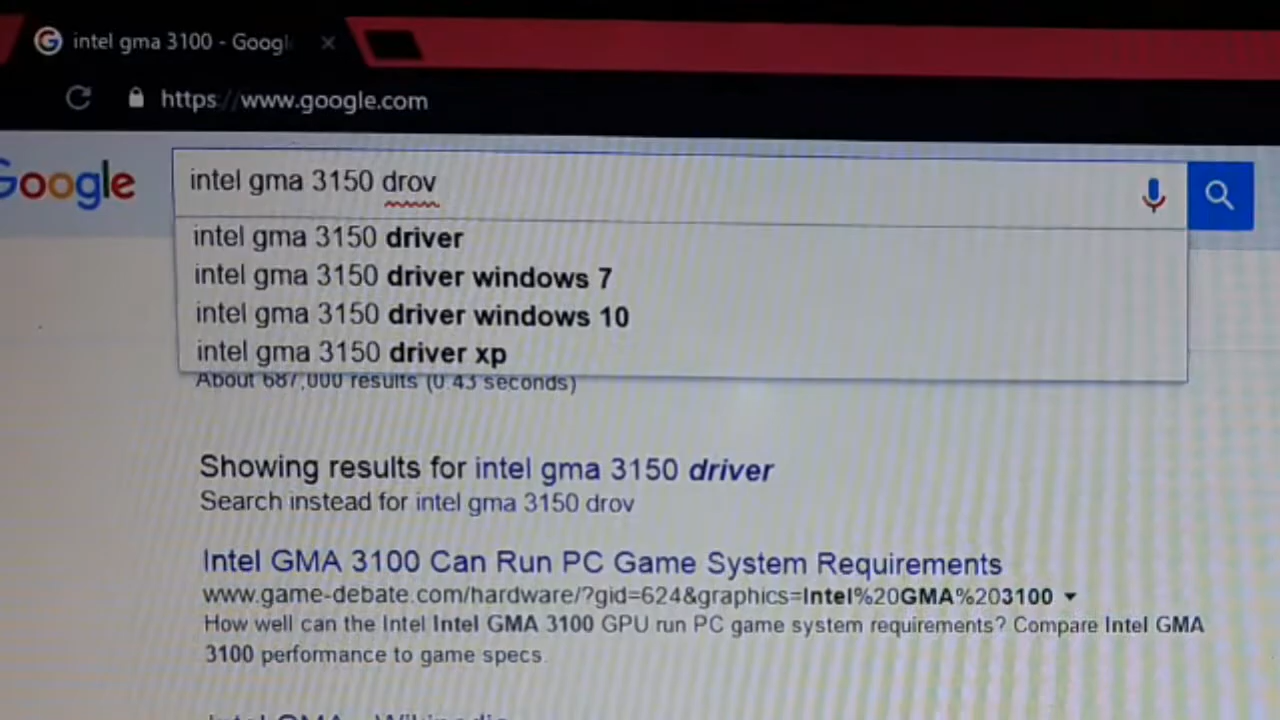 intel gma 3100 - Googl
https://www.google.com
Google
intel gma 3150 drov
intel gma 3150 driver
intel gma 3150 driver windows 7
intel gma 3150 driver windows 10
intel gma 3150 driver xp
About 687,000 results (0.43 seconds)
Showing results for intel gma 3150 driver
Search instead for intel gma 3150 drov
Intel GMA 3100 Can Run PC Game System Requirements
www.game-debate.com/hardware/?gid=624&graphics=Intel%20GMA%203100
How well can the Intel Intel GMA 3100 GPU run PC game system requirements? Compare Intel GMA
3100 performance to game specs.
Intel GMA - Wikipedia